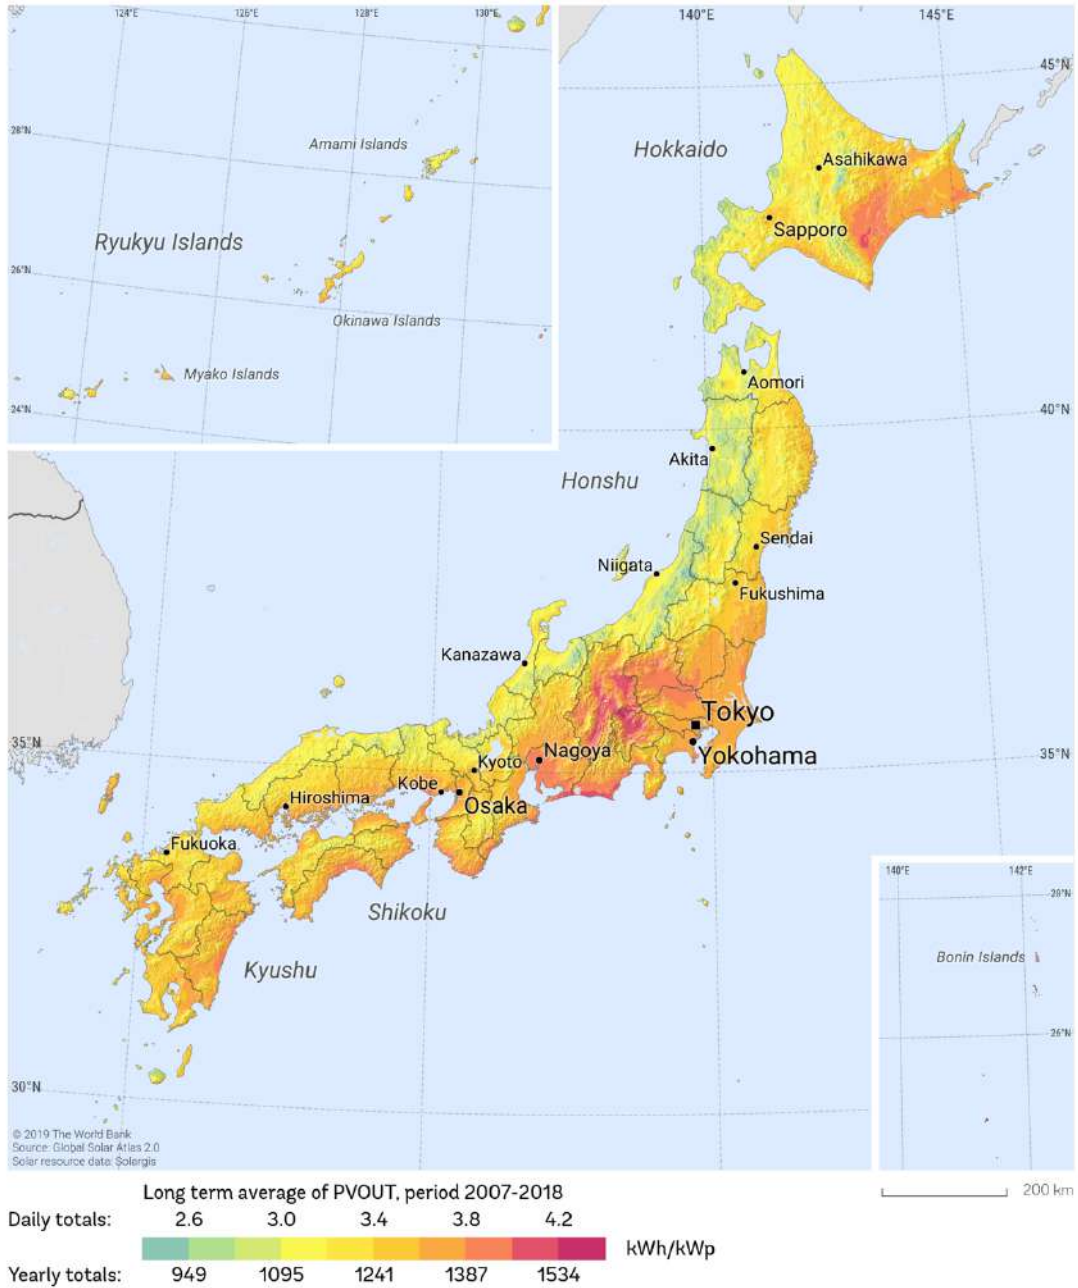 124°E
126°E
128°E
130°E
140°E
145°E
45°N
28°N
Amami Islands
Hokkaido
Asahikawa
Ryukyu Islands
Sapporo
26°N
Okinawa Islands
Myako Islands
24°N
Aomori
40°N
Akita
Honshu
Sendai
Niigata
Fukushima
Kanazawa
Tokyo
35°N
Nagoya
Yokohama
35°N
Kyoto
Kobe
Hiroshima
Osaka
Fukuoka
Shikoku
Kyushu
140°E
142°E
28°N
Bonin Islands
26°N
30°N
© 2019 The World Bank
Source: Global Solar Atlas 2.0
Solar resource data: Solargis
Long term average of PVOUT, period 2007-2018
200 km
Daily totals: 2.6 3.0 3.4 3.8 4.2
kWh/kWp
Yearly totals: 949 1095 1241 1387 1534